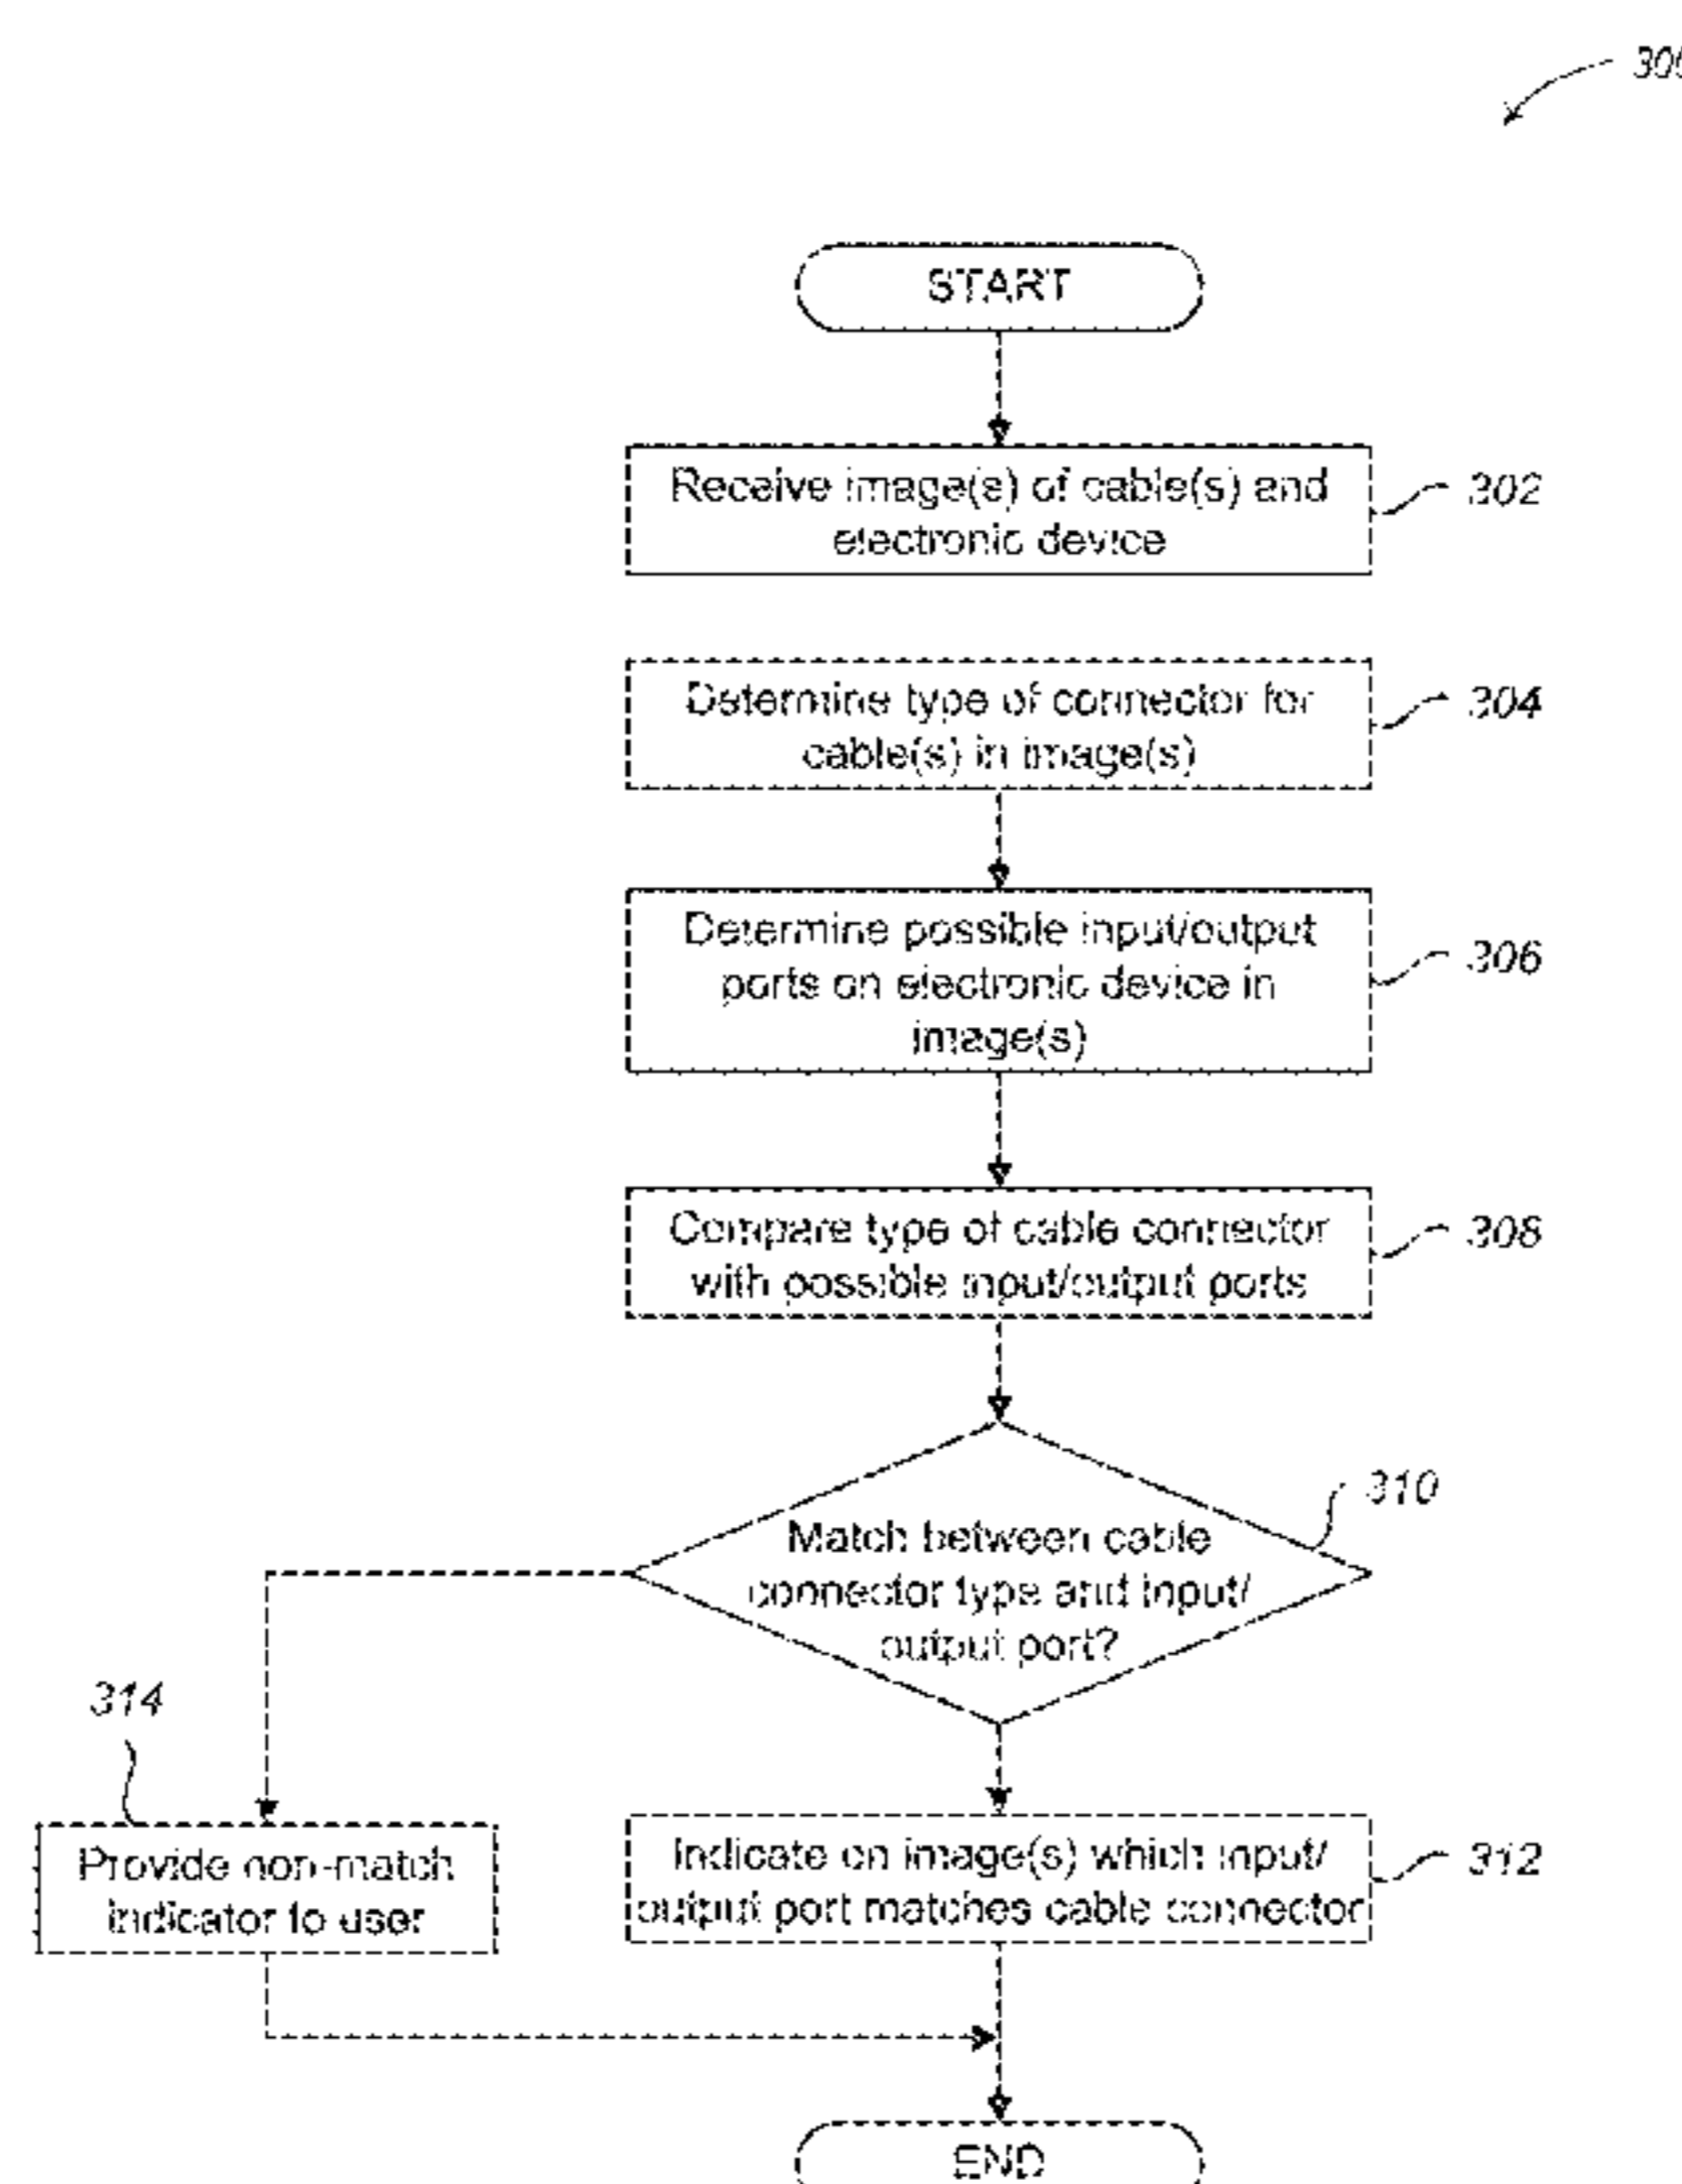 START
Receive image(s) of cable(s) and
electronic device
302
Determine type of connector for
cable(s) in image(s)
304
Determine possible input/output
ports on electronic device in
image(s)
306
Compare type of cable connector
with possible input/output ports
308
310
Match between cable
connector type and input/
output port?
314
Provide non-match
indicator to user
Indicate on image(s) which input/
output port matches cable connector
312
END